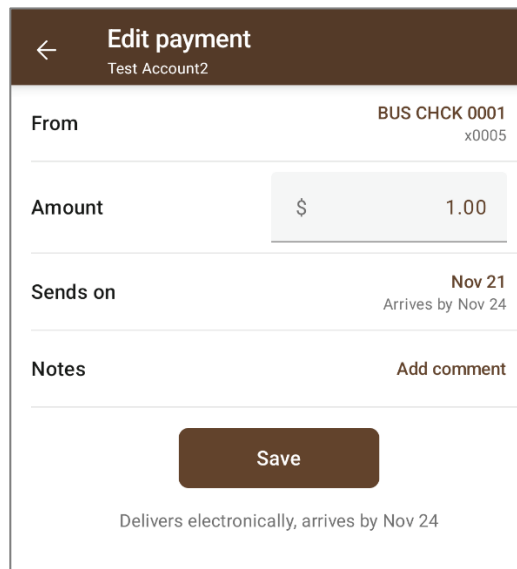 Edit payment
Test Account2
From
BUS CHCK 0001
x0005
Amount
$ 1.00
Sends on
Nov 21
Arrives by Nov 24
Notes
Add comment
Save
Delivers electronically, arrives by Nov 24